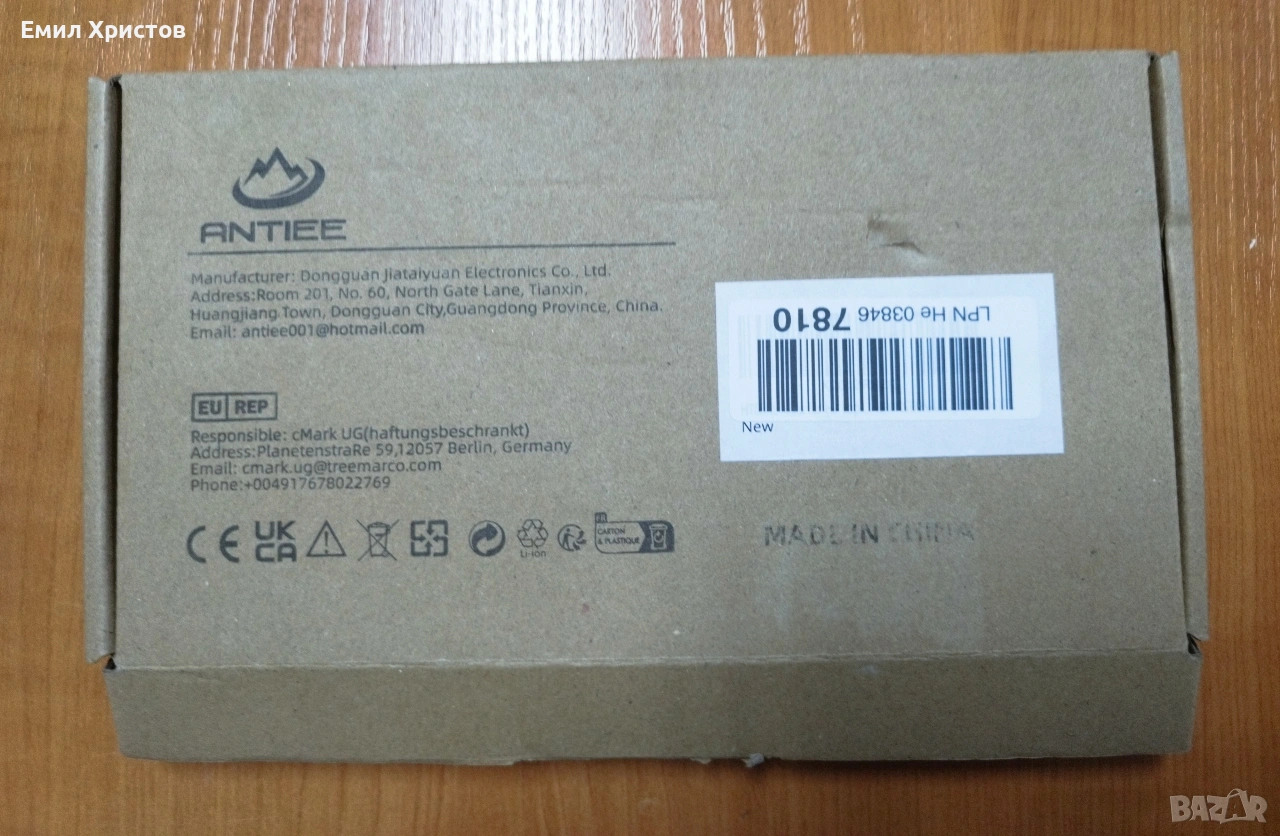 Емил Христов
ANTIEE
Manufacturer: Dongguan Jiataiyuan Electronics Co., Ltd.
Address:Room 201, No. 60, North Gate Lane, Tianxin,
Huangjiang Town, Dongguan City,Guangdong Province, China.
Email: antiee001@hotmail.com
EU REP
Responsible: cMark UG(haftungsbeschrankt)
Address:PlanetenstraRe 59,12057 Berlin, Germany
Email: cmark.ug@treemarco.com
Phone:+004917678022769
CE UK CA
Li-ion
FR
CARTON
& PLASTIQUE
LPN He 03846 7810
New
MADE IN CHINA
BAZAR